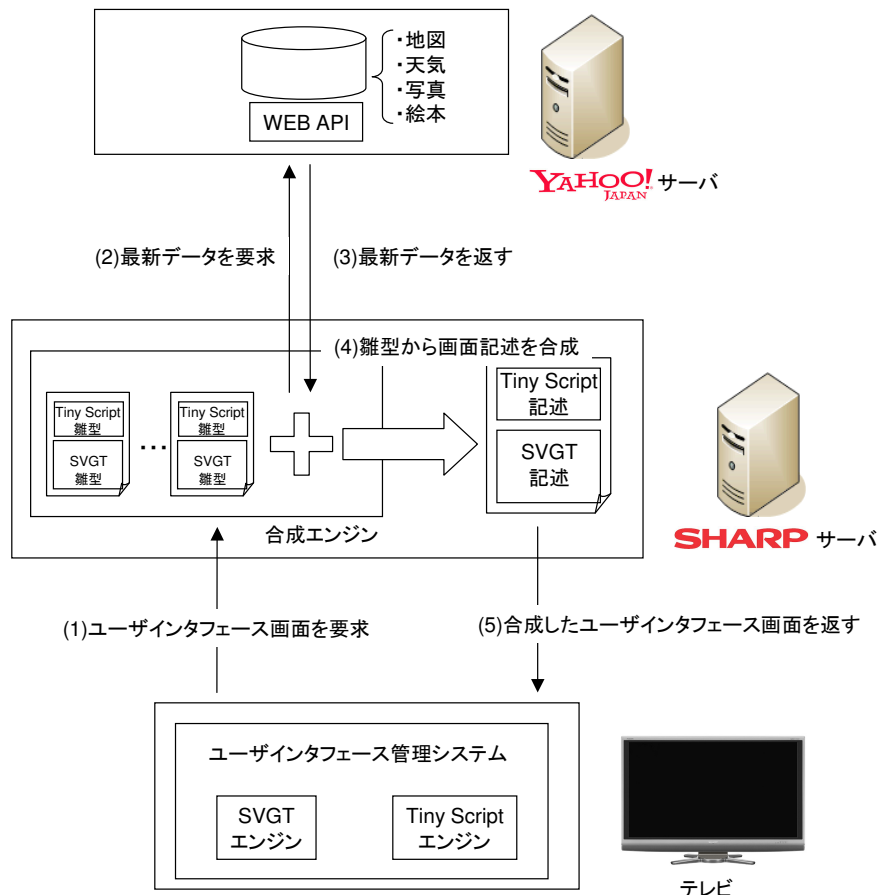 ・地図
・天気
・写真
・絵本
WEB API
YAHOO! サーバ
JAPAN
(2)最新データを要求
(3)最新データを返す
(4)雛型から画面記述を合成
Tiny Script
雛型
SVGT
雛型
...
Tiny Script
雛型
SVGT
雛型
Tiny Script
記述
SVGT
記述
合成エンジン
SHARP サーバ
(1)ユーザインタフェース画面を要求
(5)合成したユーザインタフェース画面を返す
ユーザインタフェース管理システム
SVGT
エンジン
Tiny Script
エンジン
テレビ